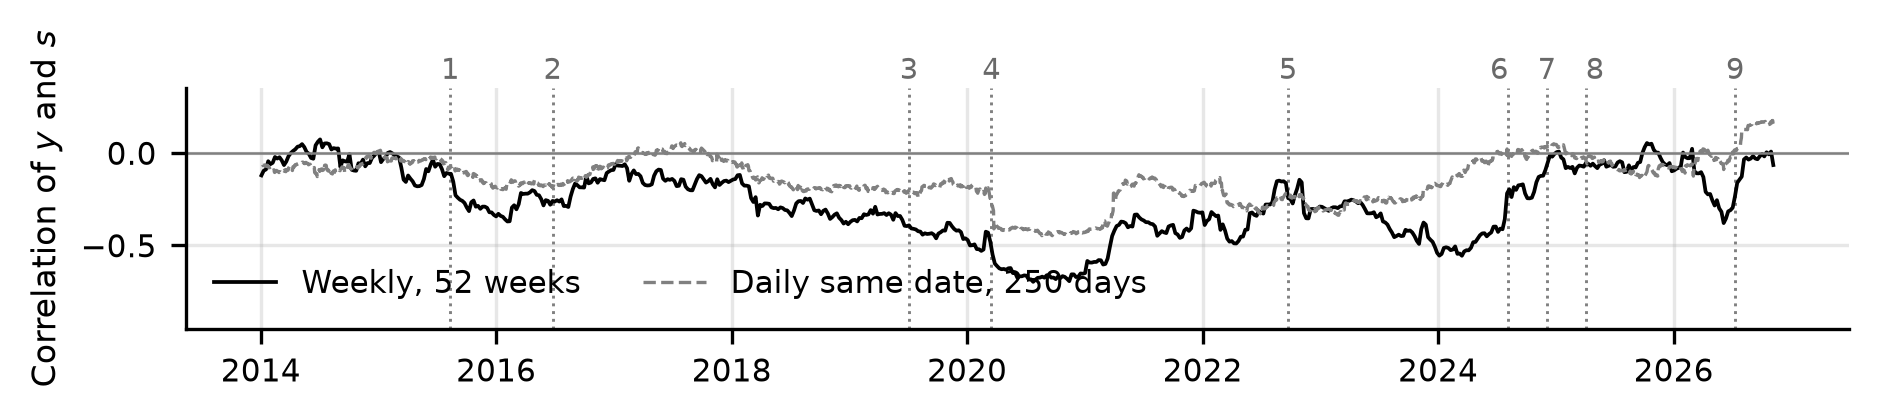 Correlation of y and s
1 2 3 4 5 6 7 8 9
0.0
−0.5
Weekly, 52 weeks
Daily same date, 250 days
2014 2016 2018 2020 2022 2024 2026